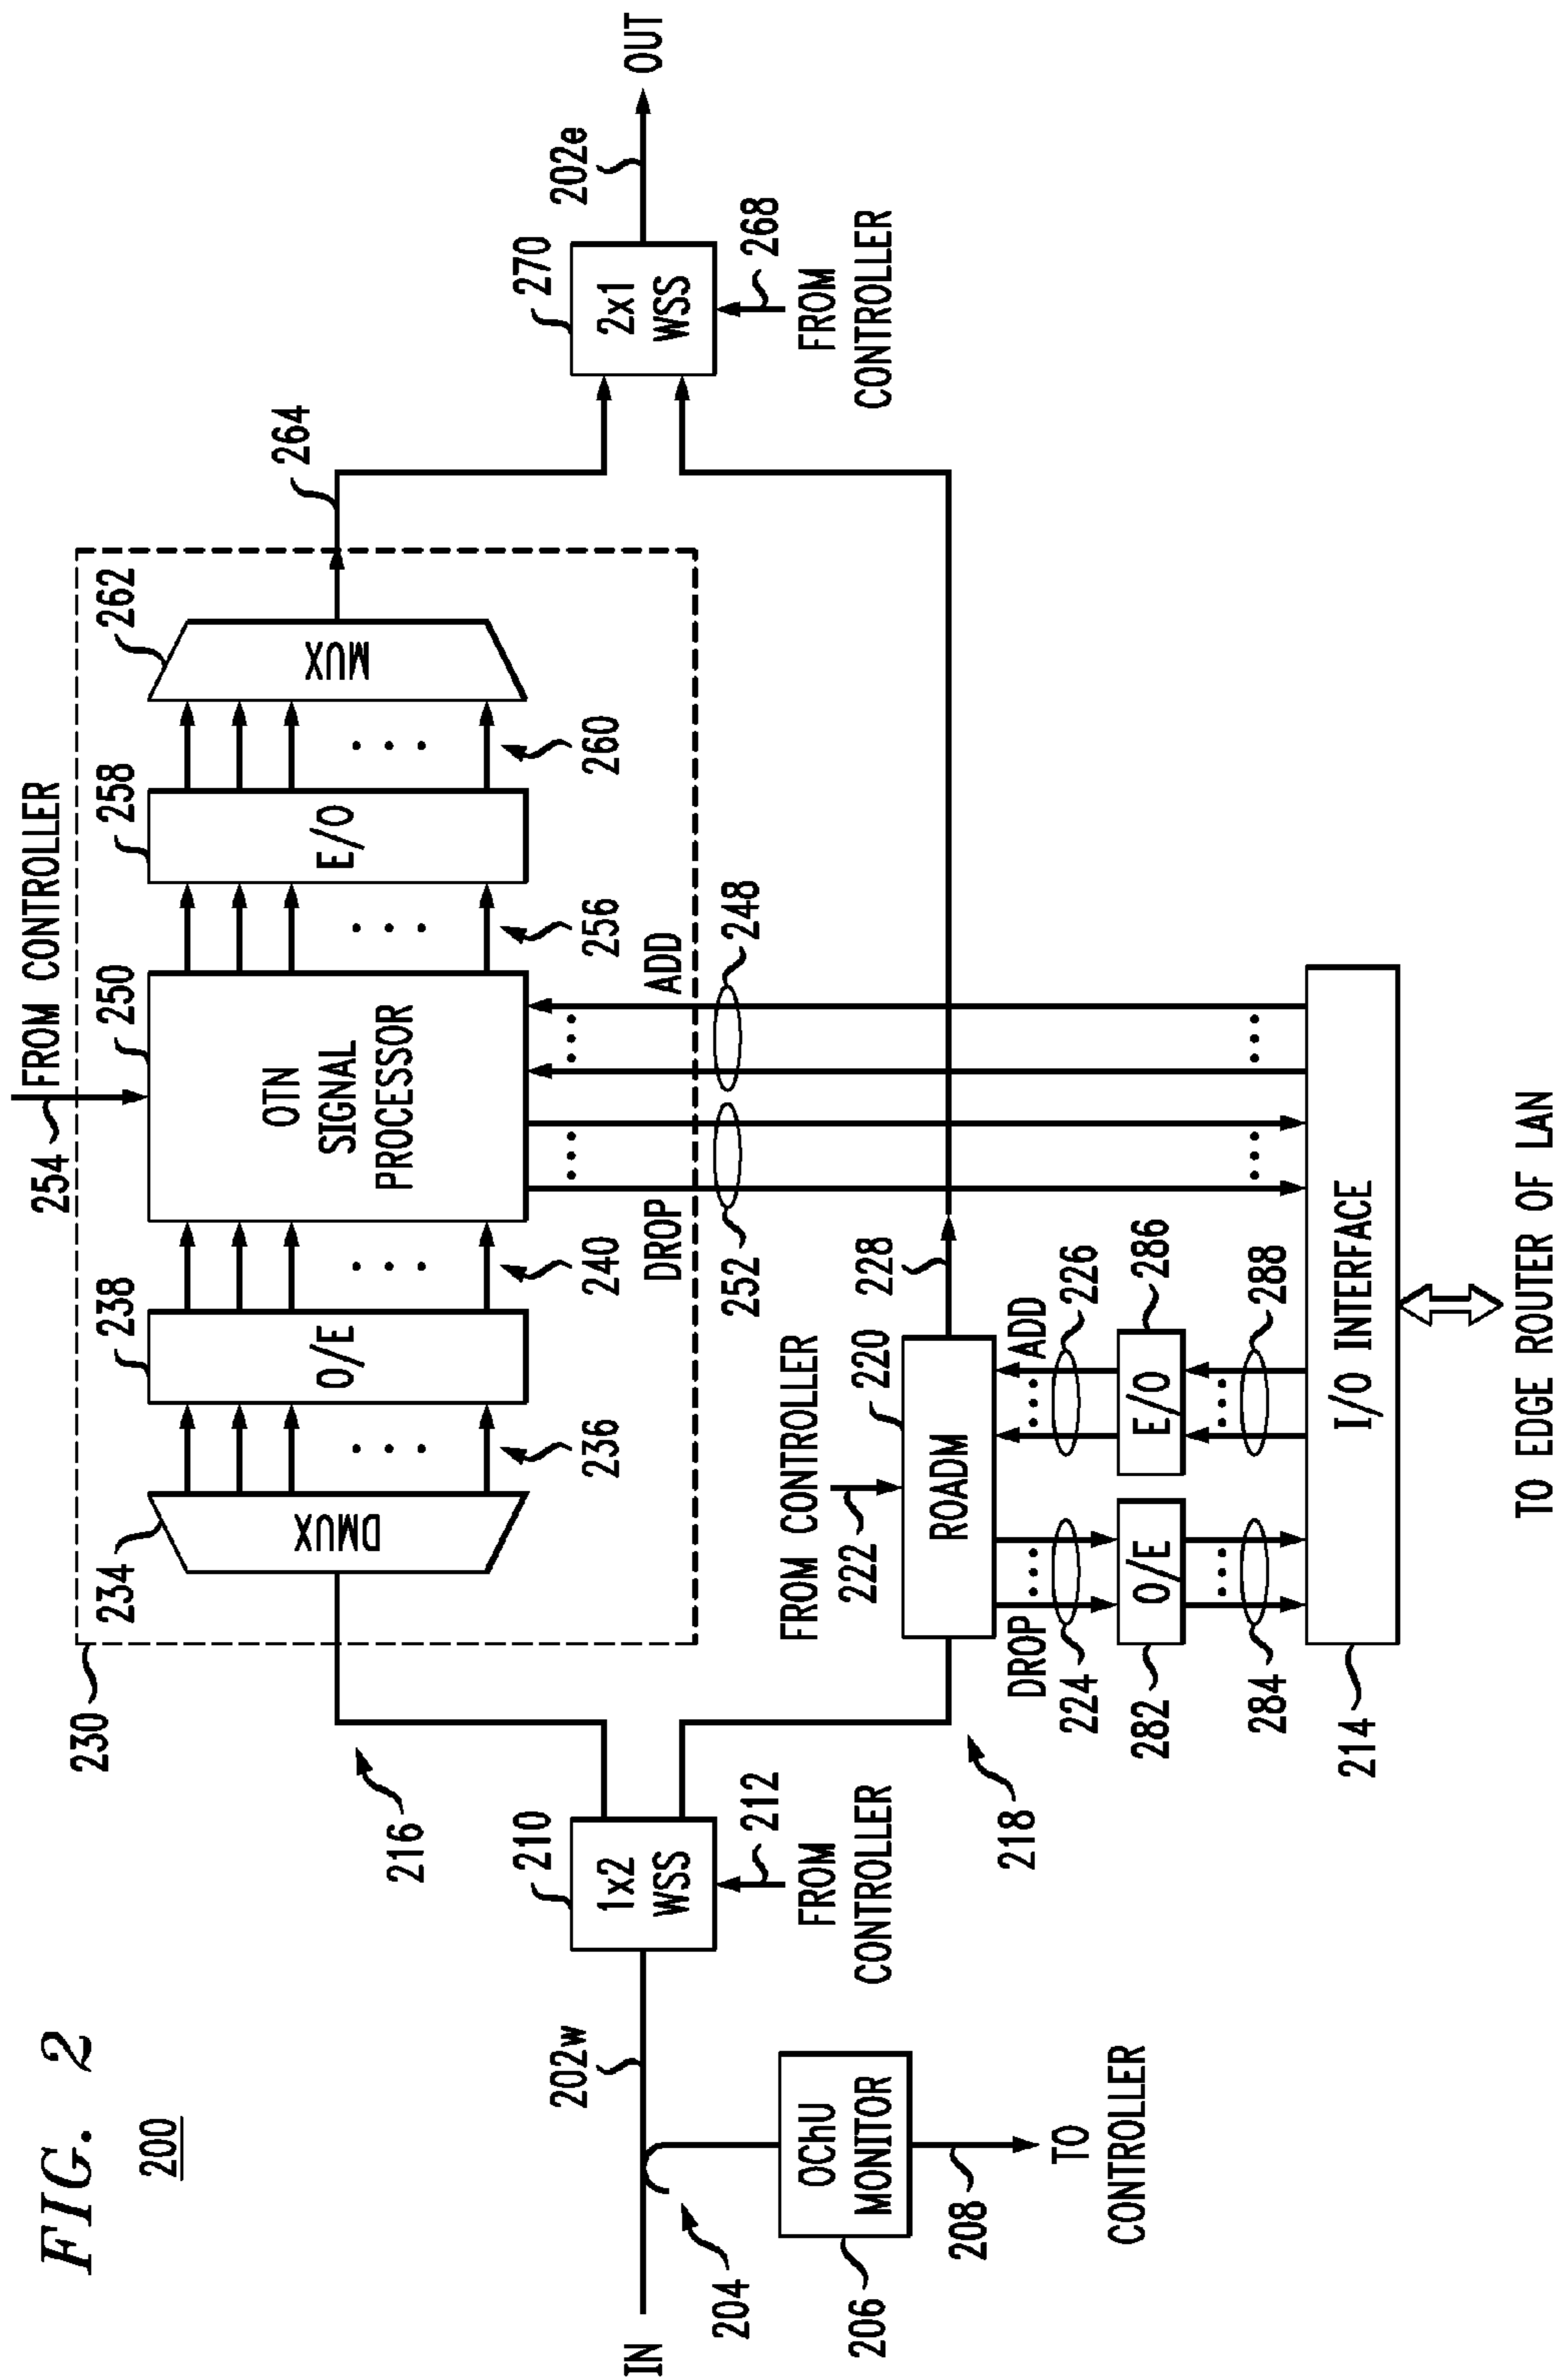 FIG. 2
200
IN
202w
204
OChU
MONITOR
206
208
TO
CONTROLLER
1x2
WSS
210
212
FROM
CONTROLLER
216
218
230
234
DMUX
236
238
O/E
240
254
FROM CONTROLLER
250
OTN
SIGNAL
PROCESSOR
256
258
E/O
260
262
MUX
264
DROP
252
ADD
248
FROM CONTROLLER
222
220
ROADM
228
DROP
224
ADD
226
282
O/E
E/O
286
284
288
214
I/O INTERFACE
TO EDGE ROUTER OF LAN
270
2x1
WSS
268
FROM
CONTROLLER
202e
OUT